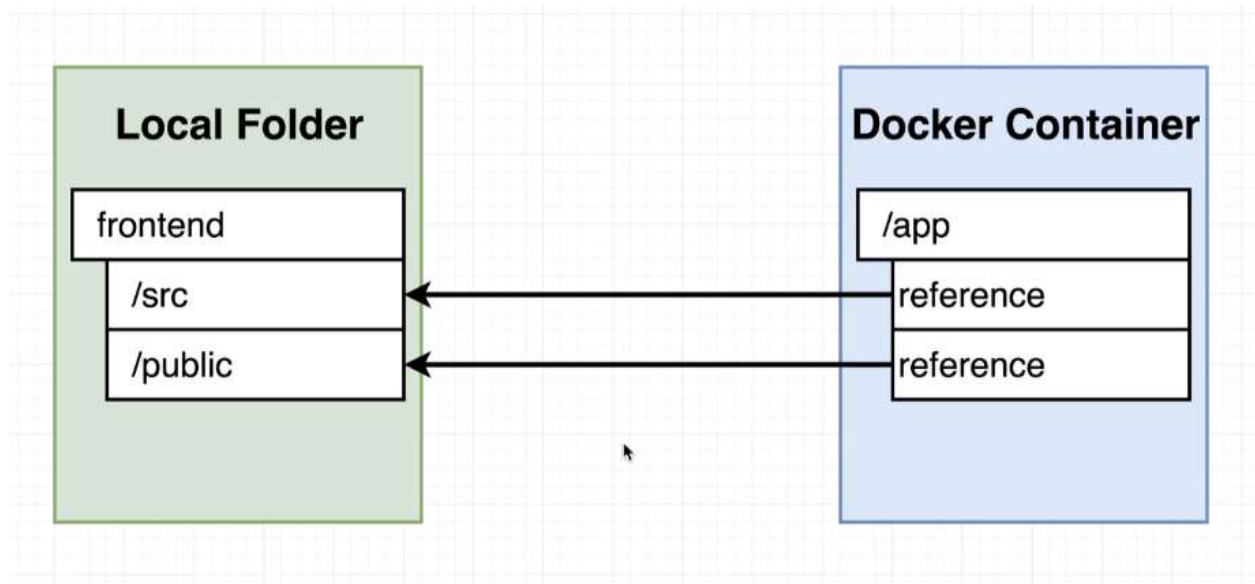 Local Folder
frontend
/src
/public
Docker Container
/app
reference
reference